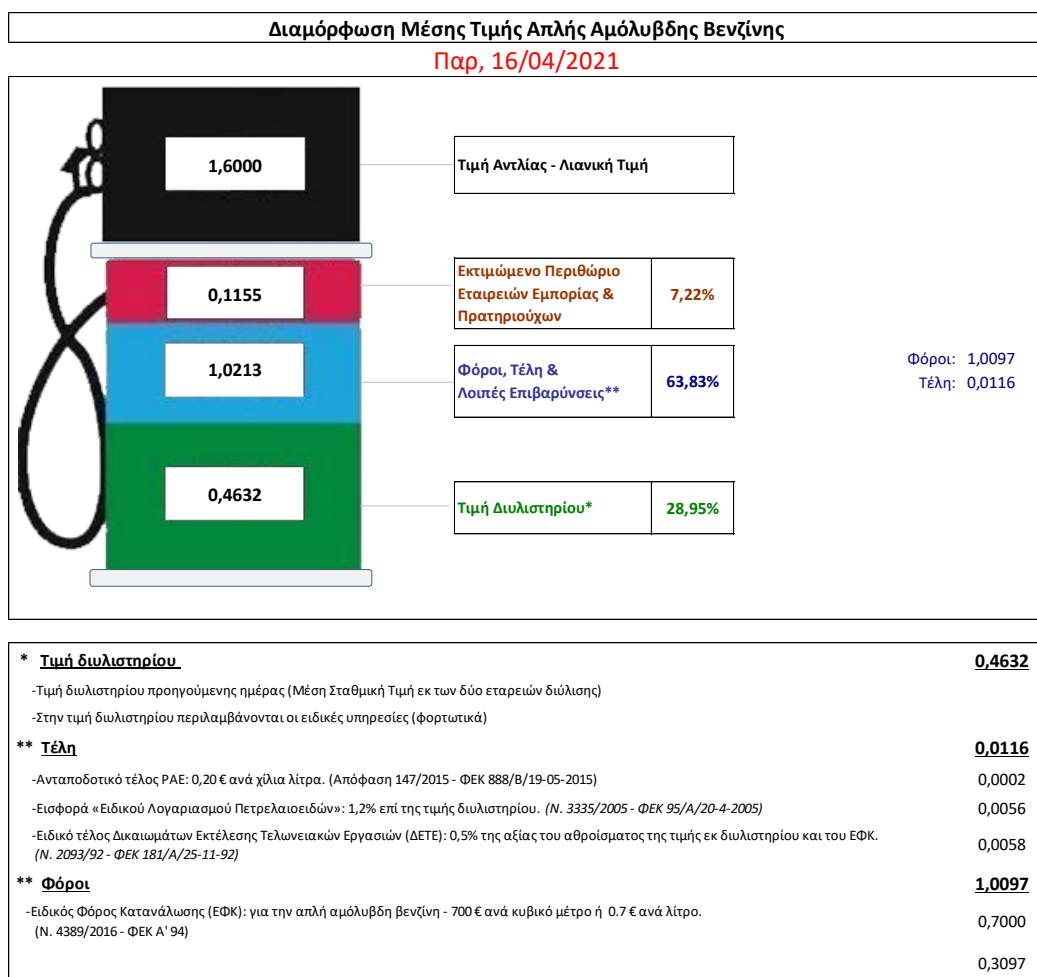 Διαμόρφωση Μέσης Τιμής Απλής Αμόλυβδης Βενζίνης
Παρ, 16/04/2021
1,6000
Τιμή Αντλίας - Λιανική Τιμή
0,1155
Εκτιμώμενο Περιθώριο
Εταιρειών Εμπορίας &
Πρατηριούχων
7,22%
1,0213
Φόροι, Τέλη &
Λοιπές Επιβαρύνσεις**
63,83%
Φόροι: 1,0097
Τέλη: 0,0116
0,4632
Τιμή Διυλιστηρίου*
28,95%
* Τιμή διυλιστηρίου 0,4632
-Τιμή διυλιστηρίου προηγούμενης ημέρας (Μέση Σταθμική Τιμή εκ των δύο εταρειών διύλισης)
-Στην τιμή διυλιστηρίου περιλαμβάνονται οι ειδικές υπηρεσίες (φορτωτικά)
** Τέλη 0,0116
-Ανταποδοτικό τέλος ΡΑΕ: 0,20 € ανά χίλια λίτρα. (Απόφαση 147/2015 - ΦΕΚ 888/Β/19-05-2015) 0,0002
-Εισφορά «Ειδικού Λογαριασμού Πετρελαιοειδών»: 1,2% επί της τιμής διυλιστηρίου. (Ν. 3335/2005 - ΦΕΚ 95/Α/20-4-2005) 0,0056
-Ειδικό τέλος Δικαιωμάτων Εκτέλεσης Τελωνειακών Εργασιών (ΔΕΤΕ): 0,5% της αξίας του αθροίσματος της τιμής εκ διυλιστηρίου και του ΕΦΚ. 0,0058
(Ν. 2093/92 - ΦΕΚ 181/Α/25-11-92)
** Φόροι 1,0097
-Ειδικός Φόρος Κατανάλωσης (ΕΦΚ): για την απλή αμόλυβδη βενζίνη - 700 € ανά κυβικό μέτρο ή 0.7 € ανά λίτρο. 0,7000
(Ν. 4389/2016 - ΦΕΚ Α' 94)
0,3097